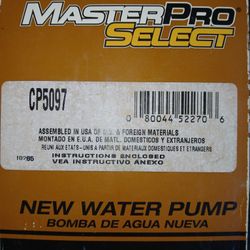 MASTERPRO
SELECT
CP5097
0 80044 52270 6
ASSEMBLED IN USA OF U.S. & FOREIGN MATERIALS
MONTADO EN E.U.A. DE MATL. DOMESTICOS Y EXTRANJEROS
REUNI AUX ETATS-UNIS A PARTIR DE MATERIAUX DOMESTIQUES ET ETRANGERS
INSTRUCTIONS ENCLOSED
10265 VEA INSTRUCTIVO ANEXO
NEW WATER PUMP
BOMBA DE AGUA NUEVA